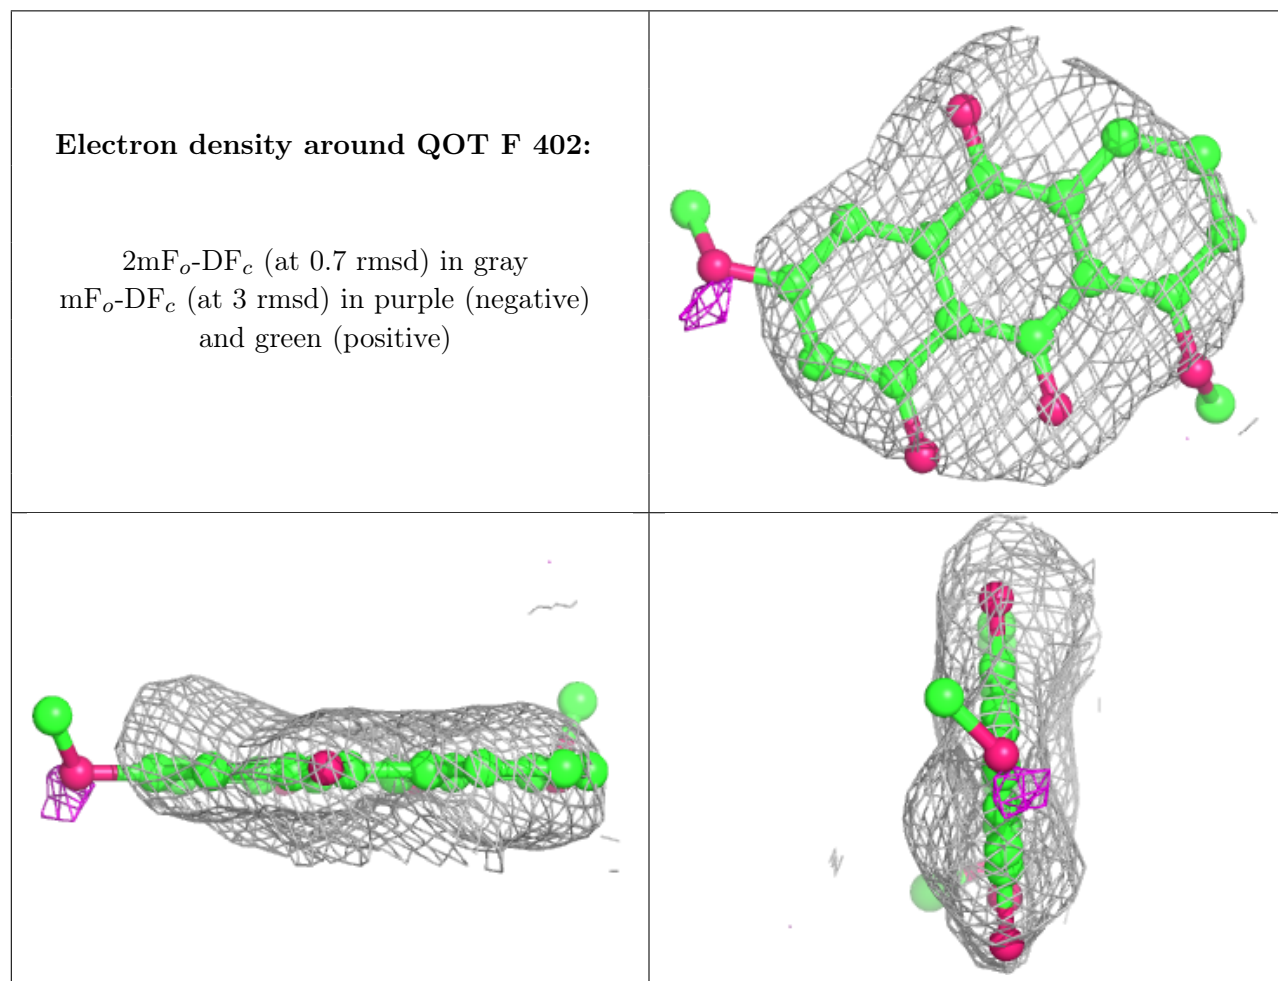 Electron density around QOT F 402:
2mFo-DFc (at 0.7 rmsd) in gray
mFo-DFc (at 3 rmsd) in purple (negative)
and green (positive)